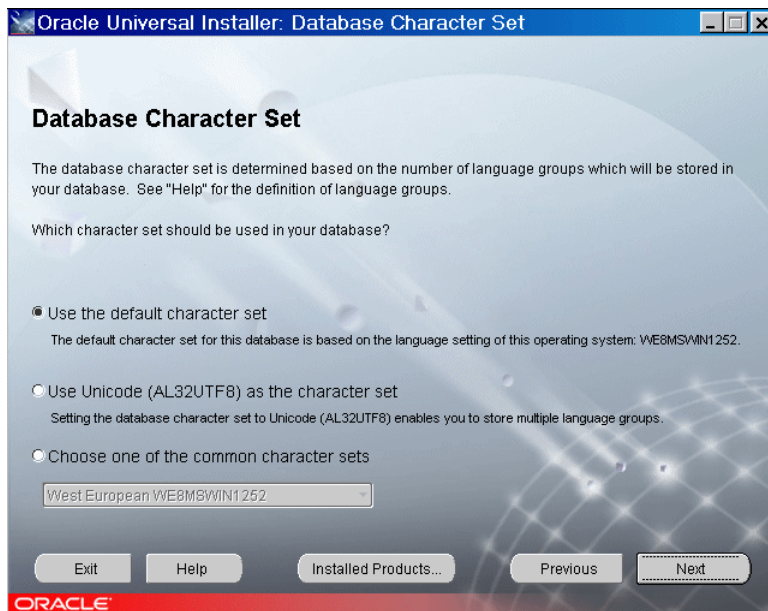 Oracle Universal Installer: Database Character Set
Database Character Set
The database character set is determined based on the number of language groups which will be stored in
your database. See "Help" for the definition of language groups.
Which character set should be used in your database?
Use the default character set
The default character set for this database is based on the language setting of this operating system: WE8MSWIN1252.
Use Unicode (AL32UTF8) as the character set
Setting the database character set to Unicode (AL32UTF8) enables you to store multiple language groups.
Choose one of the common character sets
West European WE8MSWIN1252
Exit Help Installed Products... Previous Next
ORACLE